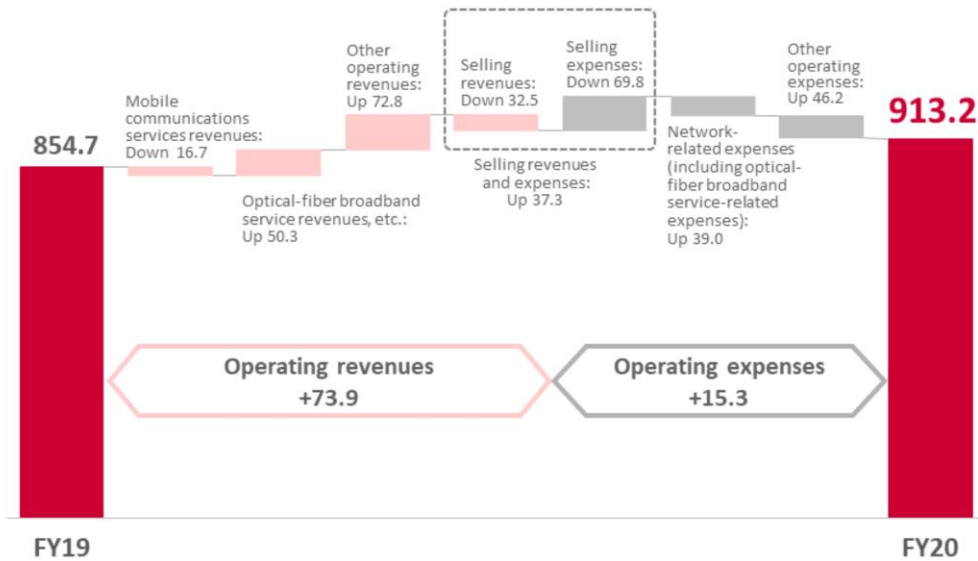 854.7
Mobile
communications
services revenues:
Down 16.7
Optical-fiber broadband
service revenues, etc.:
Up 50.3
Other
operating
revenues:
Up 72.8
Selling
revenues:
Down 32.5
Selling
expenses:
Down 69.8
Selling revenues
and expenses:
Up 37.3
Network-
related expenses
(including optical-
fiber broadband
service-related
expenses):
Up 39.0
Other
operating
expenses:
Up 46.2
913.2
Operating revenues
+73.9
Operating expenses
+15.3
FY19
FY20